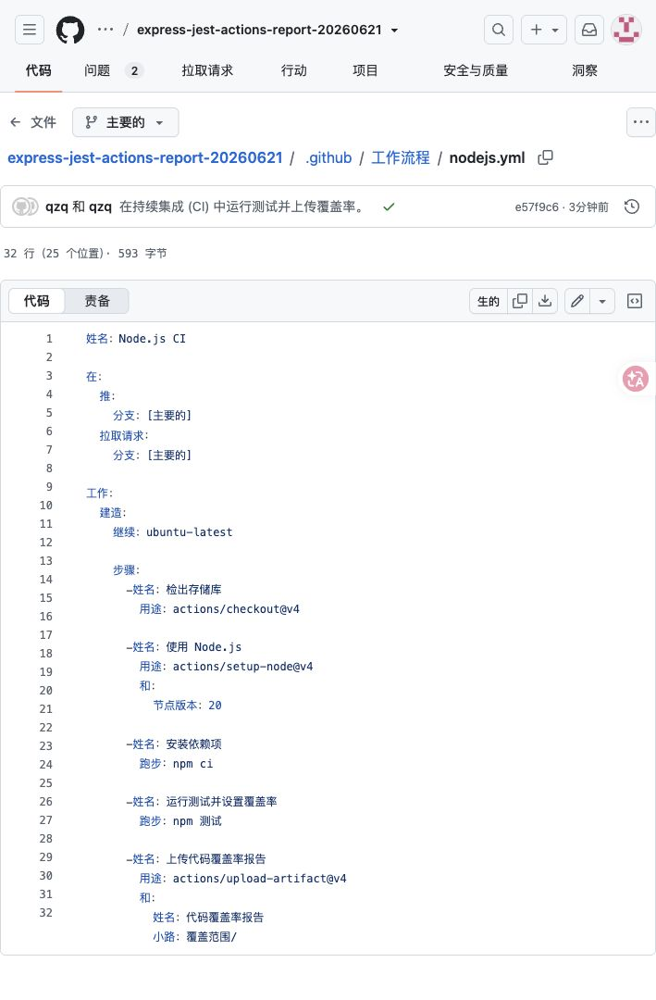 express-jest-actions-report-20260621
代码 问题 2 拉取请求 行动 项目 安全与质量 洞察
文件 主要的
express-jest-actions-report-20260621 / .github / 工作流程 / nodejs.yml
qzq 和 qzq 在持续集成 (CI) 中运行测试并上传覆盖率。 e57f9c6 · 3分钟前
32 行 (25 个位置) · 593 字节
代码 责备 生的
1 姓名: Node.js CI
2
3 在:
4 推:
5 分支: [主要的]
6 拉取请求:
7 分支: [主要的]
8
9 工作:
10 建造:
11 继续: ubuntu-latest
12
13 步骤:
14 -姓名: 检出存储库
15 用途: actions/checkout@v4
16
17 -姓名: 使用 Node.js
18 用途: actions/setup-node@v4
19 和:
20 节点版本: 20
21
22 -姓名: 安装依赖项
23 跑步: npm ci
24
25 -姓名: 运行测试并设置覆盖率
26 跑步: npm 测试
27
28 -姓名: 上传代码覆盖率报告
29 用途: actions/upload-artifact@v4
30 和:
31 姓名: 代码覆盖率报告
32 小路: 覆盖范围/